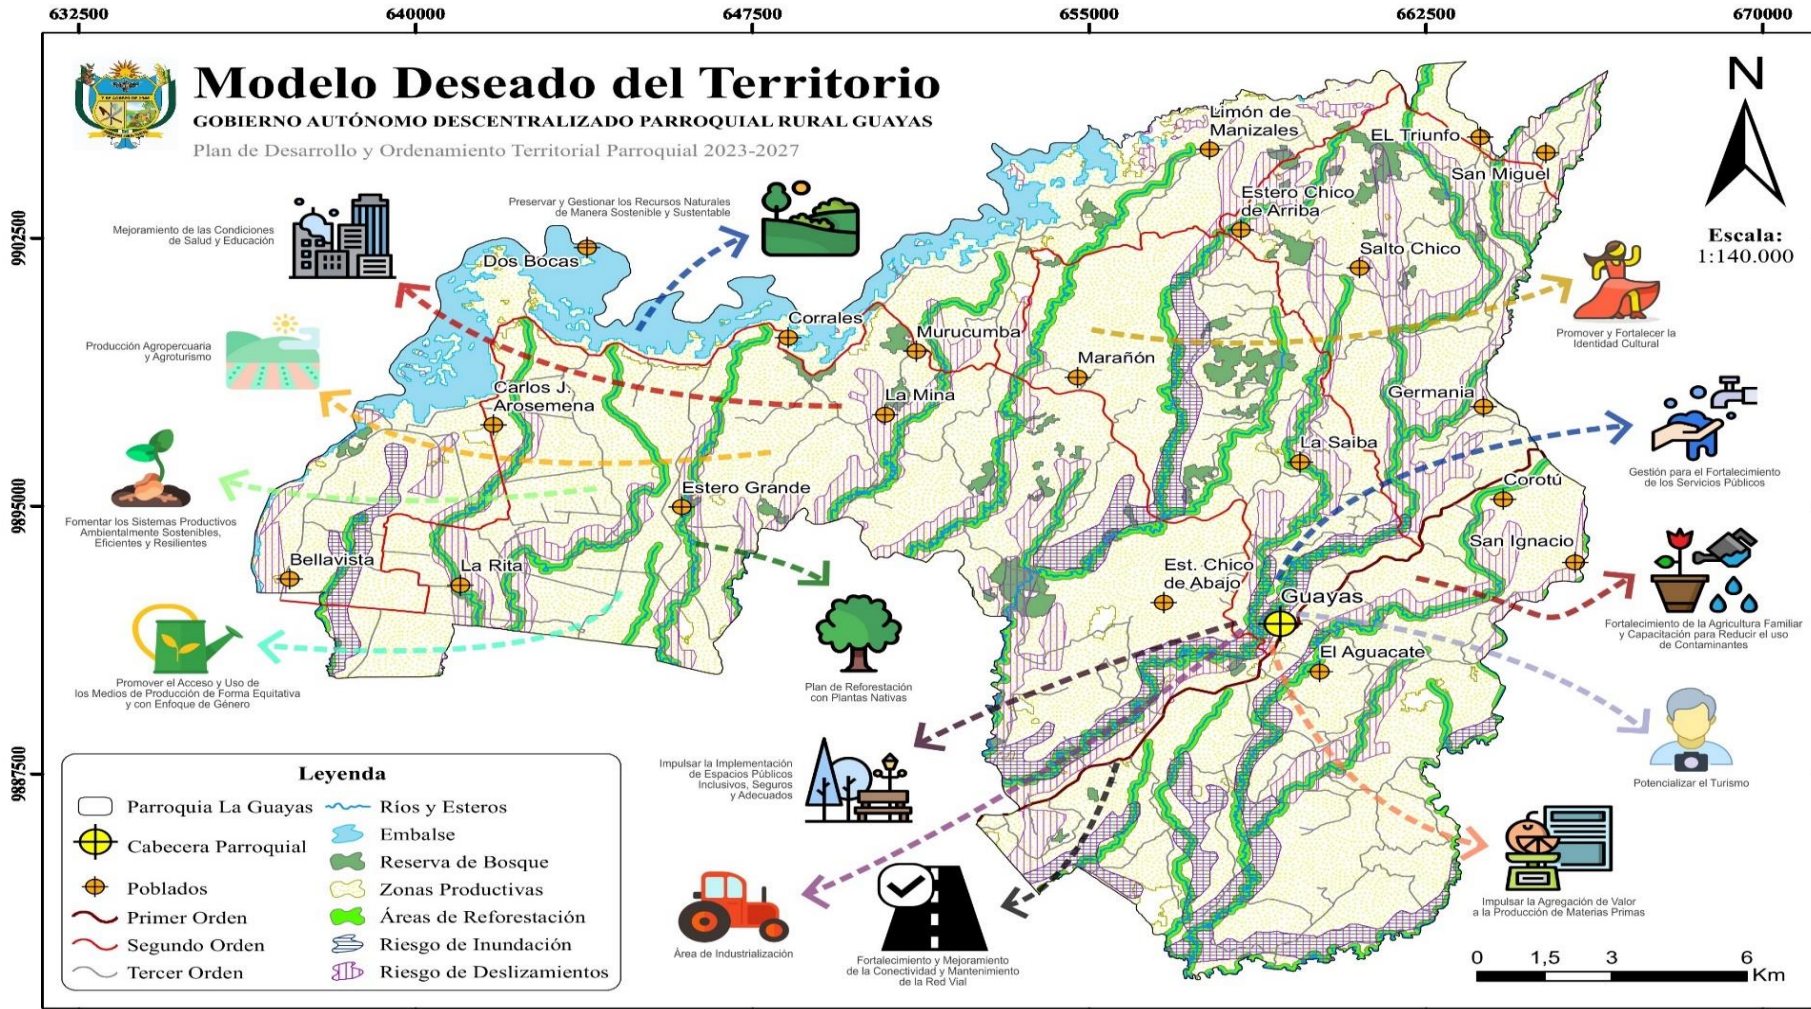 632500
640000
647500
655000
662500
670000
Modelo Deseado del Territorio
GOBIERNO AUTÓNOMO DESCENTRALIZADO PARROQUIAL RURAL GUAYAS
Plan de Desarrollo y Ordenamiento Territorial Parroquial 2023-2027
N
Escala:
1:140.000
9902500
9895000
9887500
Mejoramiento de las Condiciones
de Salud y Educación
Preservar y Gestionar los Recursos Naturales
de Manera Sostenible y Sustentable
Producción Agropercuaria
y Agroturismo
Fomentar los Sistemas Productivos
Ambientalmente Sostenibles,
Eficientes y Resilientes
Promover el Acceso y Uso de
los Medios de Producción de Forma Equitativa
y con Enfoque de Género
Limón de
Manizales
EL Triunfo
San Miguel
Estero Chico
de Arriba
Salto Chico
Dos Bocas
Corrales
Murucumba
Marañón
Carlos J.
Arosemena
La Mina
Germania
La Saiba
Estero Grande
Corotú
San Ignacio
Bellavista
La Rita
Est. Chico
de Abajo
Guayas
El Aguacate
Promover y Fortalecer la
Identidad Cultural
Gestión para el Fortalecimiento
de los Servicios Públicos
Fortalecimiento de la Agricultura Familiar
y Capacitación para Reducir el uso
de Contaminantes
Potencializar el Turismo
Impulsar la Agregación de Valor
a la Producción de Materias Primas
Plan de Reforestación
con Plantas Nativas
Impulsar la Implementación
de Espacios Públicos
Inclusivos, Seguros
y Adecuados
Área de Industrialización
Fortalecimiento y Mejoramiento
de la Conectividad y Mantenimiento
de la Red Vial
Leyenda
Parroquia La Guayas
Cabecera Parroquial
Poblados
Primer Orden
Segundo Orden
Tercer Orden
Ríos y Esteros
Embalse
Reserva de Bosque
Zonas Productivas
Áreas de Reforestación
Riesgo de Inundación
Riesgo de Deslizamientos
0 1,5 3 6
Km